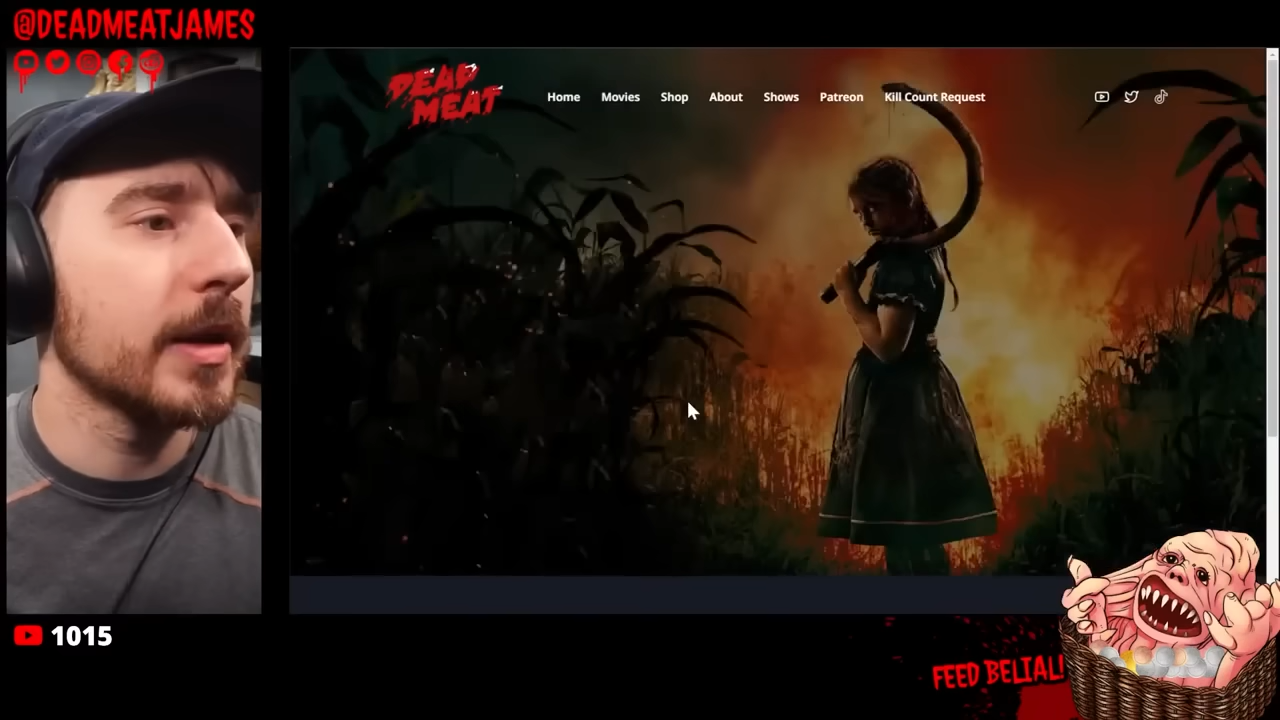 @DEADMEATJAMES
DEAD
MEAT
Home Movies Shop About Shows Patreon Kill Count Request
1015
FEED BELIAL!